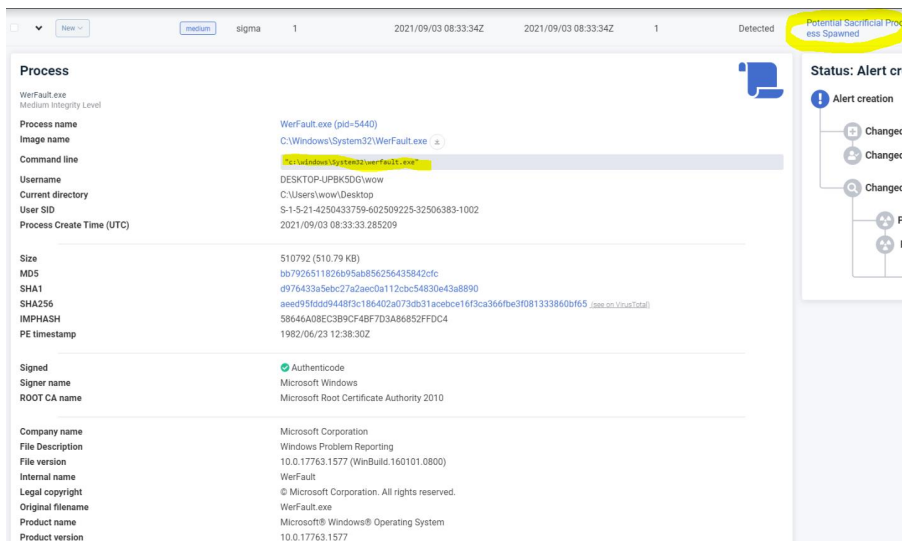 New medium sigma 1 2021/09/03 08:33:34Z 2021/09/03 08:33:34Z 1 Detected Potential Sacrificial Proc
ess Spawned
Process
WerFault.exe
Medium Integrity Level
Process name WerFault.exe (pid=5440)
Image name C:\Windows\System32\WerFault.exe
Command line "c:\windows\System32\werfault.exe"
Username DESKTOP-UPBK5DG\wow
Current directory C:\Users\wow\Desktop
User SID S-1-5-21-4250433759-602509225-32506383-1002
Process Create Time (UTC) 2021/09/03 08:33:33.285209
Size 510792 (510.79 KB)
MD5 bb7926511826b95ab856256435842cfc
SHA1 d976433a5ebc27a2aec0a112cbc54830e43a8890
SHA256 aeed95fddd9448f3c186402a073db31acebce16f3ca366fbe3f081333860bf65 (see on VirusTotal)
IMPHASH 58646A08EC3B9CF4BF7D3A86852FFDC4
PE timestamp 1982/06/23 12:38:30Z
Signed Authenticode
Signer name Microsoft Windows
ROOT CA name Microsoft Root Certificate Authority 2010
Company name Microsoft Corporation
File Description Windows Problem Reporting
File version 10.0.17763.1577 (WinBuild.160101.0800)
Internal name WerFault
Legal copyright © Microsoft Corporation. All rights reserved.
Original filename WerFault.exe
Product name Microsoft® Windows® Operating System
Product version 10.0.17763.1577
Status: Alert cr
Alert creation
Changed
Changed
Changed